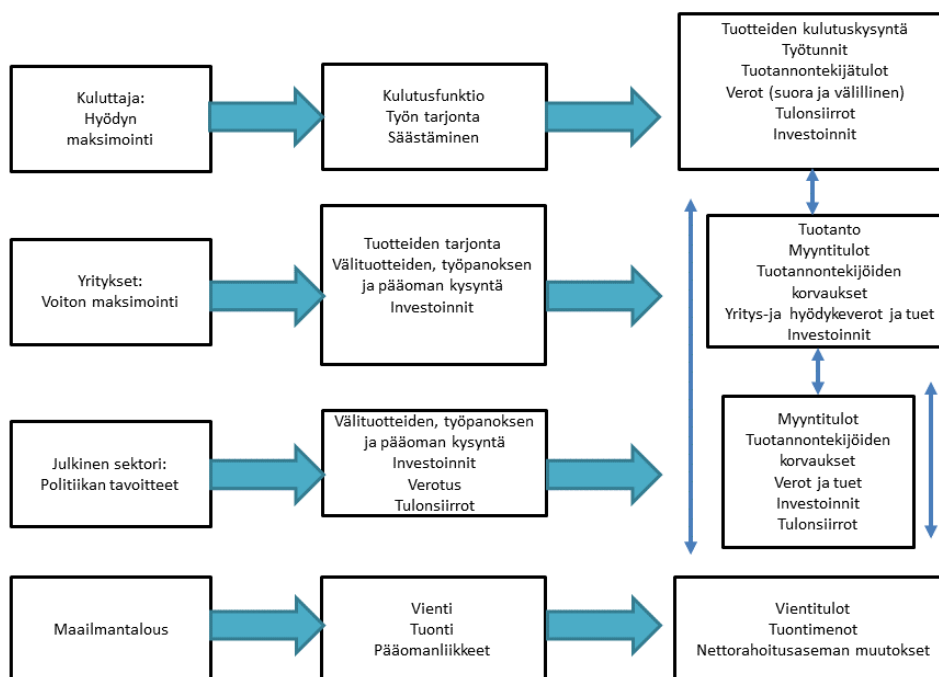 Kuluttaja:
Hyödyn
maksimointi
Kulutusfunktio
Työn tarjonta
Säästäminen
Tuotteiden kulutuskysyntä
Työtunnit
Tuotannontekijätulot
Verot (suora ja välillinen)
Tulonsiirrot
Investoinnit
Yritykset:
Voiton maksimointi
Tuotteiden tarjonta
Välituotteiden, työpanoksen
ja pääoman kysyntä
Investoinnit
Tuotanto
Myyntitulot
Tuotannontekijöiden
korvaukset
Yritys-ja hyödykeverot ja tuet
Investoinnit
Julkinen sektori:
Politiikan tavoitteet
Välituotteiden, työpanoksen
ja pääoman kysyntä
Investoinnit
Verotus
Tulonsiirrot
Myyntitulot
Tuotannontekijöiden
korvaukset
Verot ja tuet
Investoinnit
Tulonsiirrot
Maailmantalous
Vienti
Tuonti
Pääomanliikkeet
Vientitulot
Tuontimenot
Nettorahoitusaseman muutokset